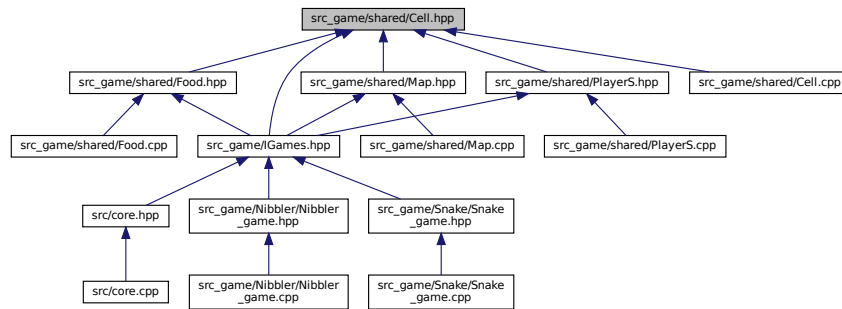 src_game/shared/Cell.hpp
src_game/shared/Food.hpp
src_game/shared/Map.hpp
src_game/shared/PlayerS.hpp
src_game/shared/Cell.cpp
src_game/shared/Food.cpp
src_game/IGames.hpp
src_game/shared/Map.cpp
src_game/shared/PlayerS.cpp
src/core.hpp
src_game/Nibbler/Nibbler
_game.hpp
src_game/Snake/Snake
_game.hpp
src/core.cpp
src_game/Nibbler/Nibbler
_game.cpp
src_game/Snake/Snake
_game.cpp